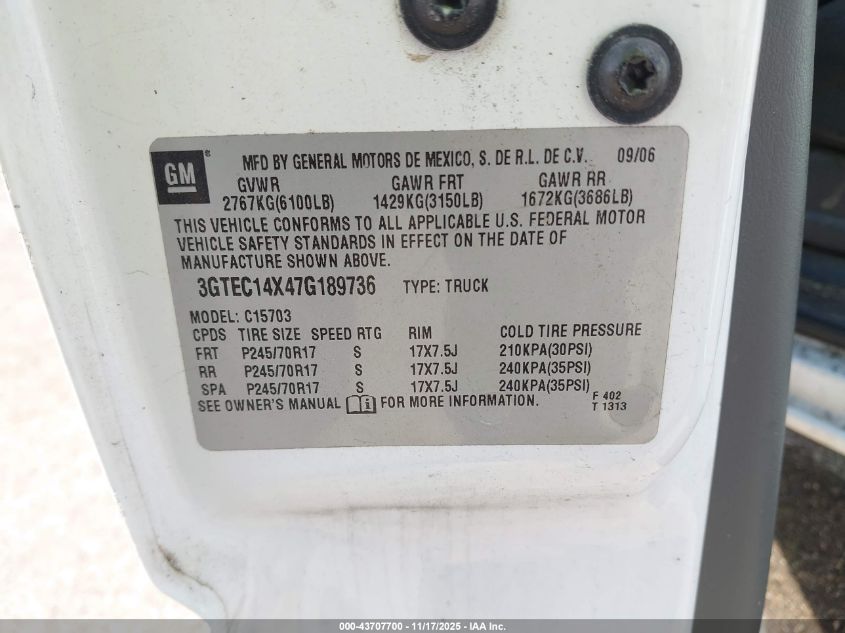 GM® MFD BY GENERAL MOTORS DE MEXICO, S. DE R.L. DE C.V. 09/06
GVWR GAWR FRT GAWR RR
2767KG(6100LB) 1429KG(3150LB) 1672KG(3686LB)
THIS VEHICLE CONFORMS TO ALL APPLICABLE U.S. FEDERAL MOTOR
VEHICLE SAFETY STANDARDS IN EFFECT ON THE DATE OF
MANUFACTURE SHOWN ABOVE.
3GTEC14X47G189736 TYPE: TRUCK
MODEL: C15703
CPDS TIRE SIZE SPEED RTG RIM COLD TIRE PRESSURE
FRT P245/70R17 S 17X7.5J 210KPA(30PSI)
RR P245/70R17 S 17X7.5J 240KPA(35PSI)
SPA P245/70R17 S 17X7.5J 240KPA(35PSI)
SEE OWNER'S MANUAL i FOR MORE INFORMATION. F 402
T 1313
000-43707700 - 11/17/2025 - IAA Inc.